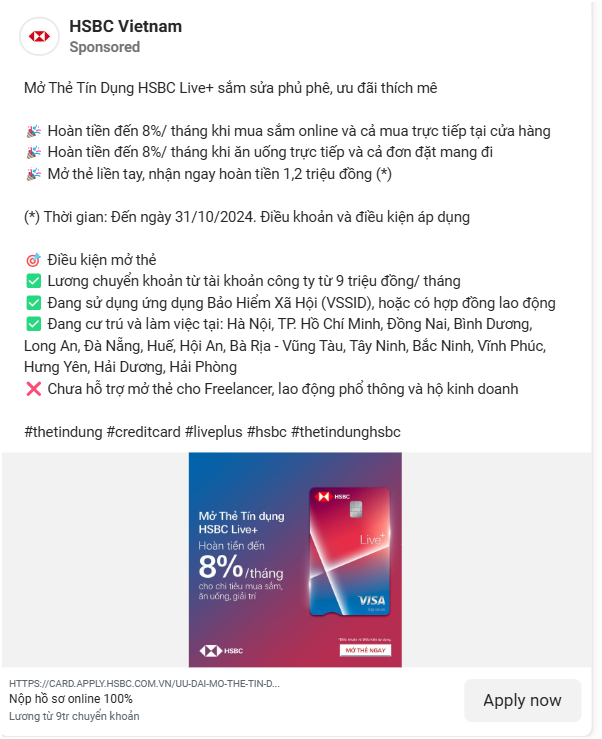 HSBC Vietnam
Sponsored
Mở Thẻ Tín Dụng HSBC Live+ sắm sửa phủ phê, ưu đãi thích mê
🎉 Hoàn tiền đến 8%/ tháng khi mua sắm online và cả mua trực tiếp tại cửa hàng
🎉 Hoàn tiền đến 8%/ tháng khi ăn uống trực tiếp và cả đơn đặt mang đi
🎉 Mở thẻ liền tay, nhận ngay hoàn tiền 1,2 triệu đồng (*)
(*) Thời gian: Đến ngày 31/10/2024. Điều khoản và điều kiện áp dụng
🎯 Điều kiện mở thẻ
✅ Lương chuyển khoản từ tài khoản công ty từ 9 triệu đồng/ tháng
✅ Đang sử dụng ứng dụng Bảo Hiểm Xã Hội (VSSID), hoặc có hợp đồng lao động
✅ Đang cư trú và làm việc tại: Hà Nội, TP. Hồ Chí Minh, Đồng Nai, Bình Dương,
Long An, Đà Nẵng, Huế, Hội An, Bà Rịa - Vũng Tàu, Tây Ninh, Bắc Ninh, Vĩnh Phúc,
Hưng Yên, Hải Dương, Hải Phòng
❌ Chưa hỗ trợ mở thẻ cho Freelancer, lao động phổ thông và hộ kinh doanh
#thetindung #creditcard #liveplus #hsbc #thetindunghsbc
Mở Thẻ Tín dụng
HSBC Live+
Hoàn tiền đến
8%/tháng
cho chi tiêu mua sắm,
ăn uống, giải trí
HSBC
Live+
VISA
HSBC
MỞ THẺ NGAY
HTTPS://CARD.APPLY.HSBC.COM.VN/UU-DAI-MO-THE-TIN-D...
Nộp hồ sơ online 100%
Lương từ 9tr chuyển khoản
Apply now